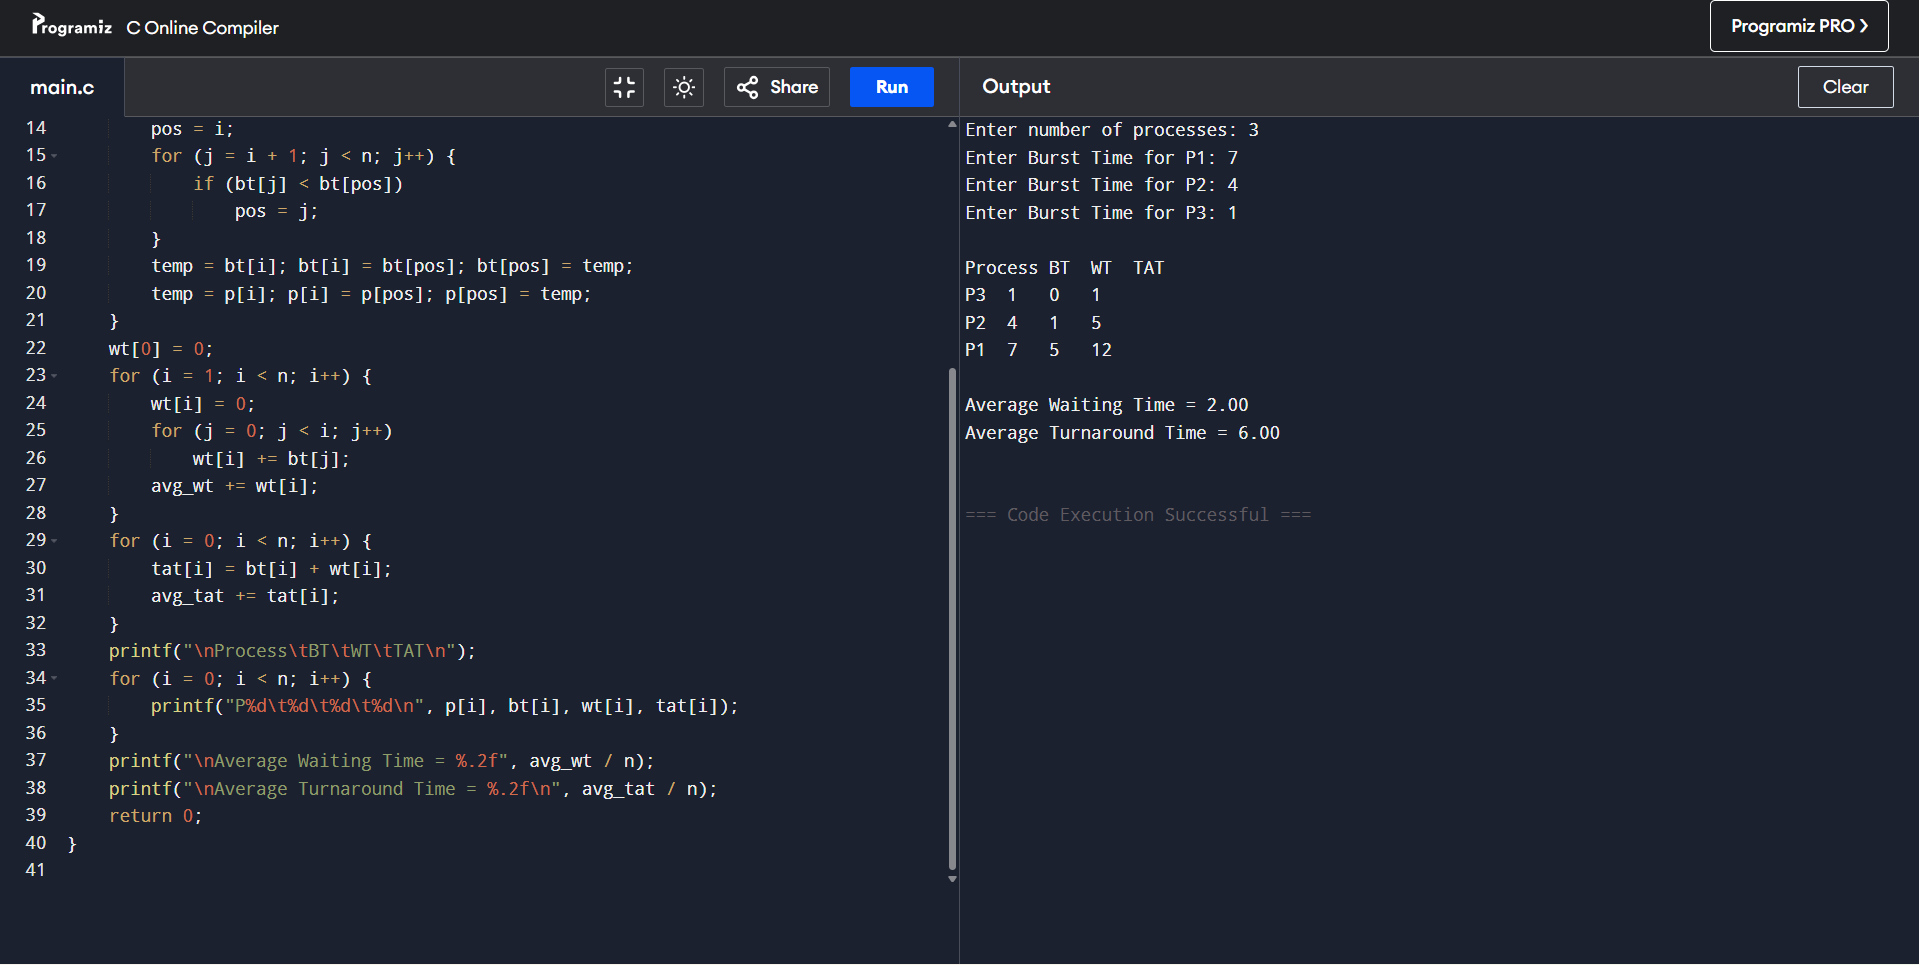 Programiz C Online Compiler
Programiz PRO ❯
main.c
Share
Run
Output
Clear
14 pos = i;
15 for (j = i + 1; j < n; j++) {
16 if (bt[j] < bt[pos])
17 pos = j;
18 }
19 temp = bt[i]; bt[i] = bt[pos]; bt[pos] = temp;
20 temp = p[i]; p[i] = p[pos]; p[pos] = temp;
21 }
22 wt[0] = 0;
23 for (i = 1; i < n; i++) {
24 wt[i] = 0;
25 for (j = 0; j < i; j++)
26 wt[i] += bt[j];
27 avg_wt += wt[i];
28 }
29 for (i = 0; i < n; i++) {
30 tat[i] = bt[i] + wt[i];
31 avg_tat += tat[i];
32 }
33 printf("\nProcess\tBT\tWT\tTAT\n");
34 for (i = 0; i < n; i++) {
35 printf("P%d\t%d\t%d\t%d\n", p[i], bt[i], wt[i], tat[i]);
36 }
37 printf("\nAverage Waiting Time = %.2f", avg_wt / n);
38 printf("\nAverage Turnaround Time = %.2f\n", avg_tat / n);
39 return 0;
40 }
41
Enter number of processes: 3
Enter Burst Time for P1: 7
Enter Burst Time for P2: 4
Enter Burst Time for P3: 1
Process BT WT TAT
P3 1 0 1
P2 4 1 5
P1 7 5 12
Average Waiting Time = 2.00
Average Turnaround Time = 6.00
=== Code Execution Successful ===